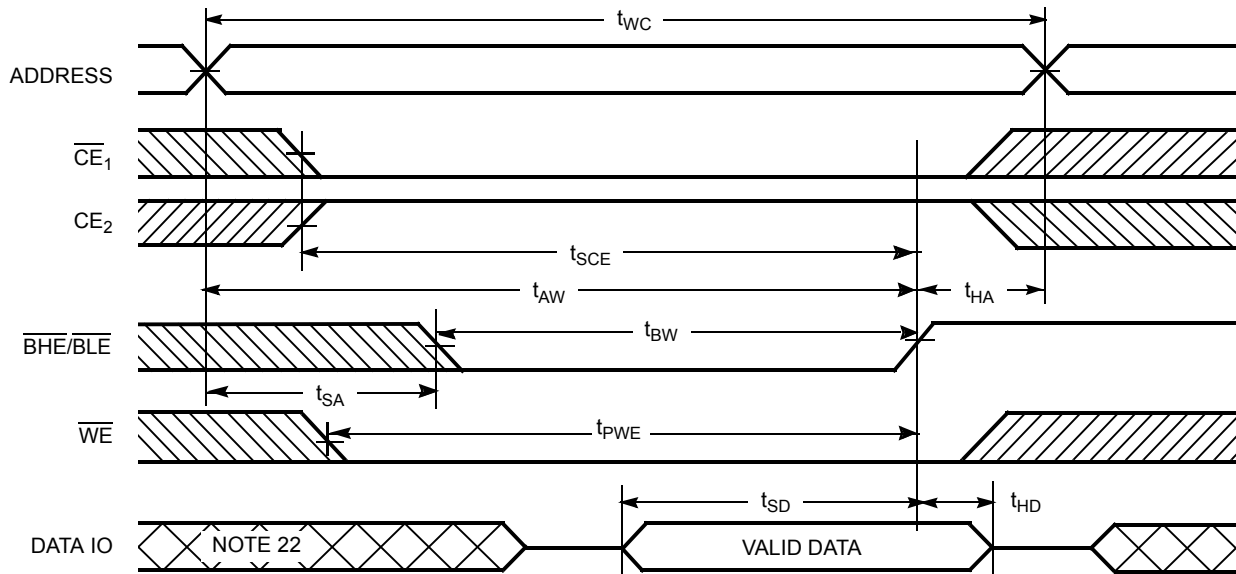 tWC
ADDRESS
CE1
CE2
tSCE
tAW
tHA
BHE/BLE
tBW
tSA
WE
tPWE
tSD
tHD
DATA IO
NOTE 22
VALID DATA